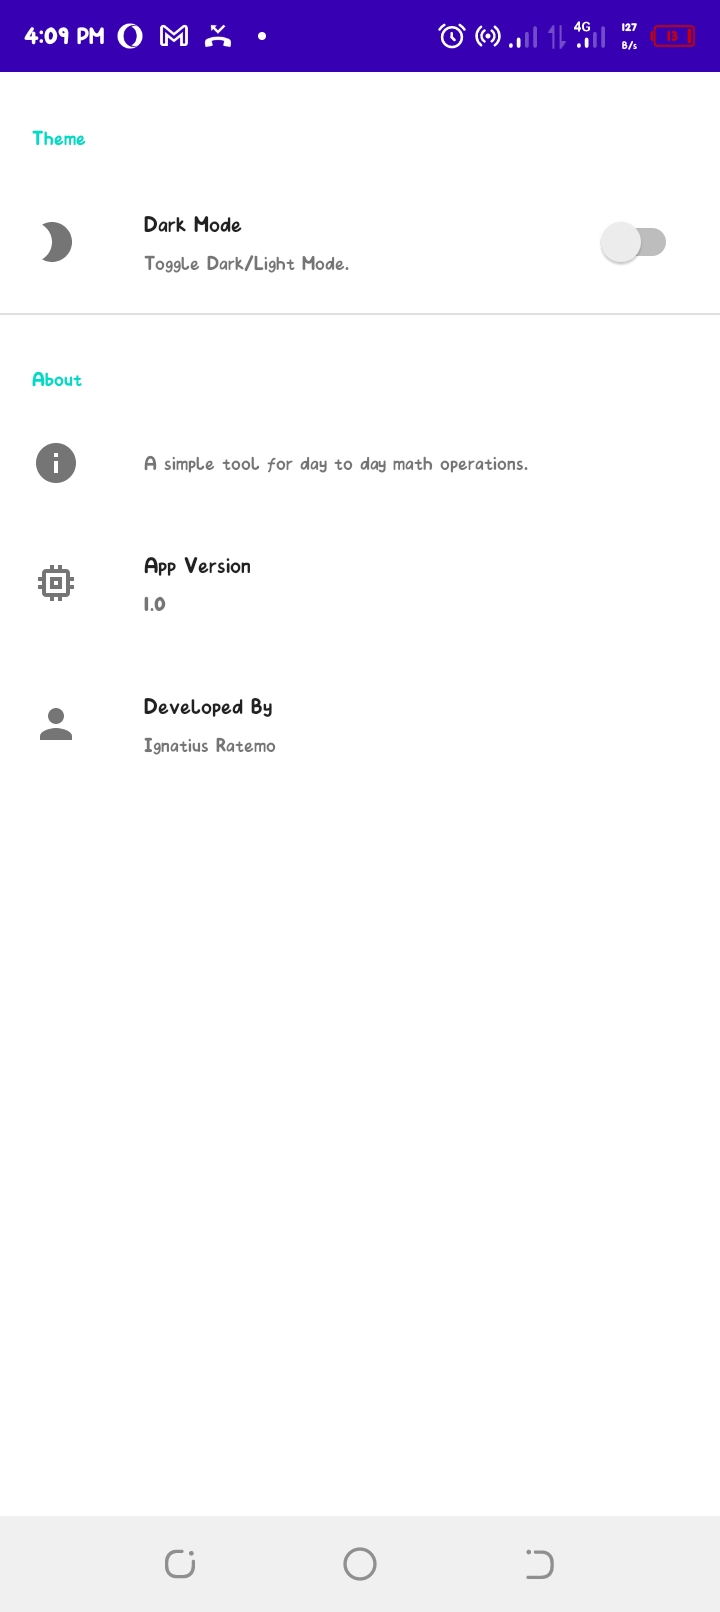 4:09 PM
4G
127
B/s
13
Theme
Dark Mode
Toggle Dark/Light Mode.
About
A simple tool for day to day math operations.
App Version
1.0
Developed By
Ignatius Ratemo